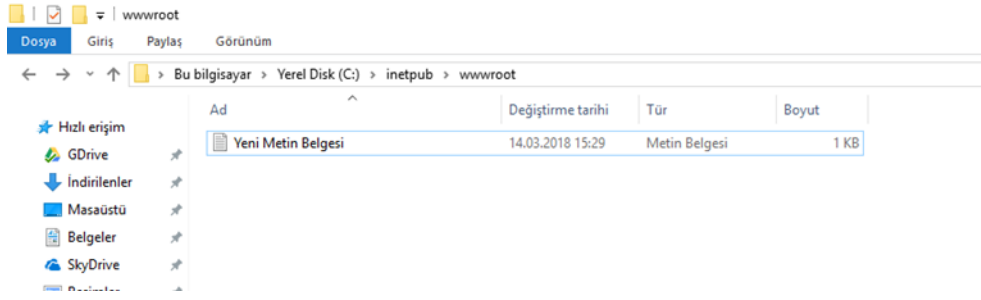 wwwroot
Dosya Giriş Paylaş Görünüm
Bu bilgisayar > Yerel Disk (C:) > inetpub > wwwroot
Ad Değiştirme tarihi Tür Boyut
Hızlı erişim
Yeni Metin Belgesi 14.03.2018 15:29 Metin Belgesi 1 KB
GDrive
İndirilenler
Masaüstü
Belgeler
SkyDrive